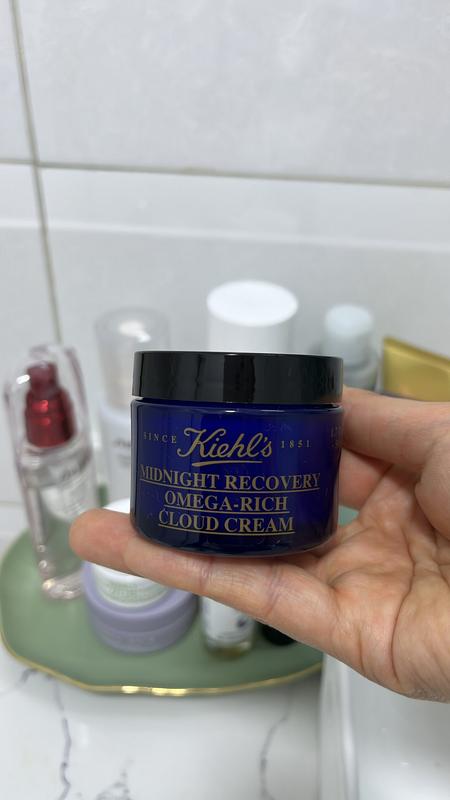 SINCE Kiehl's 1851
MIDNIGHT RECOVERY
OMEGA-RICH
CLOUD CREAM